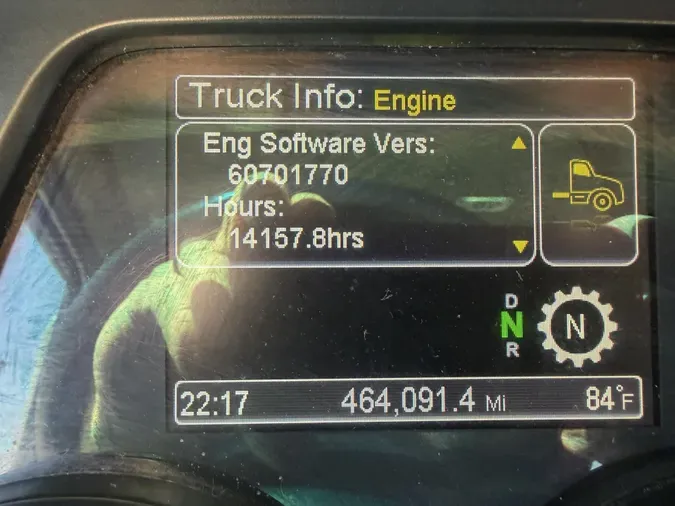 Truck Info: Engine
Eng Software Vers:
60701770
Hours:
14157.8hrs
D
N
R
N
22:17 464,091.4 MI 84°F